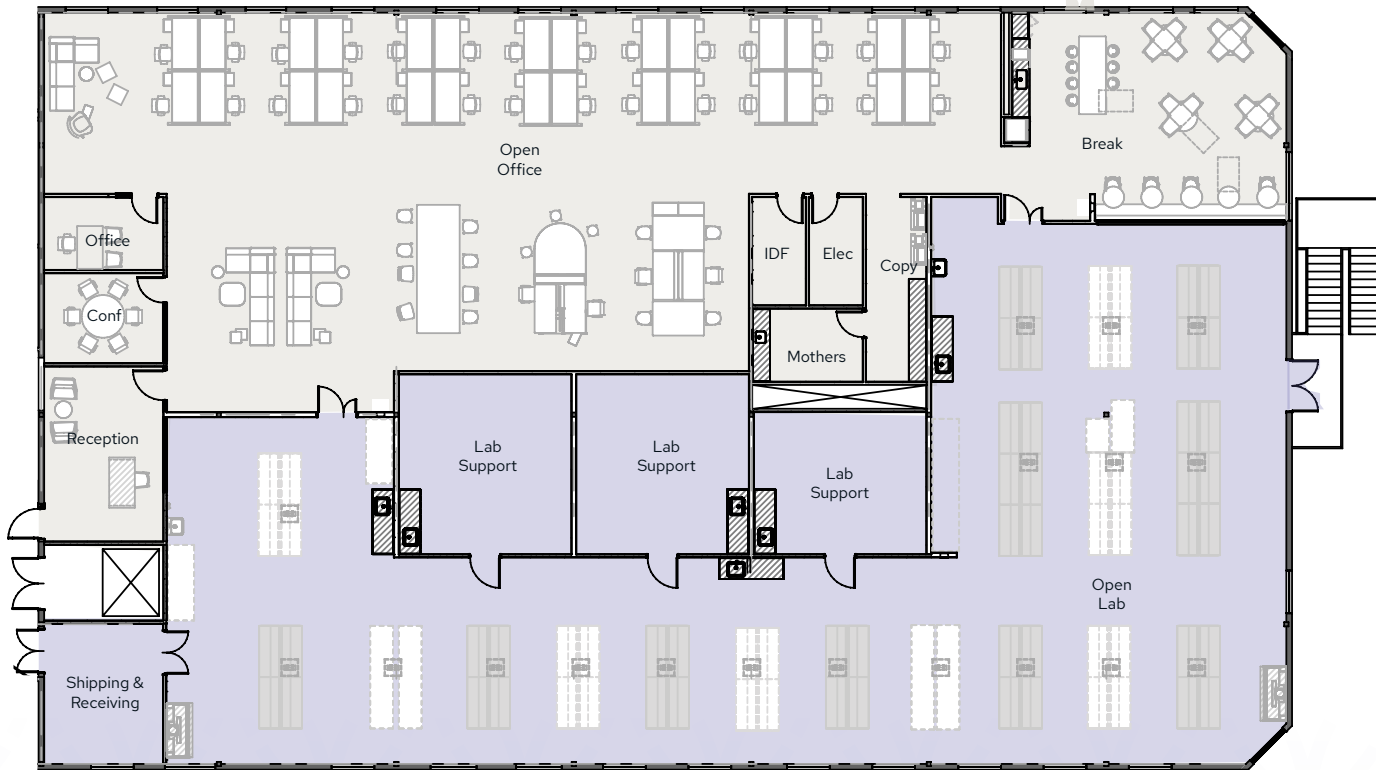 Open
Office
Break
Office
IDF
Elec
Copy
Conf
Mothers
Reception
Lab
Support
Lab
Support
Lab
Support
Open
Lab
Shipping &
Receiving